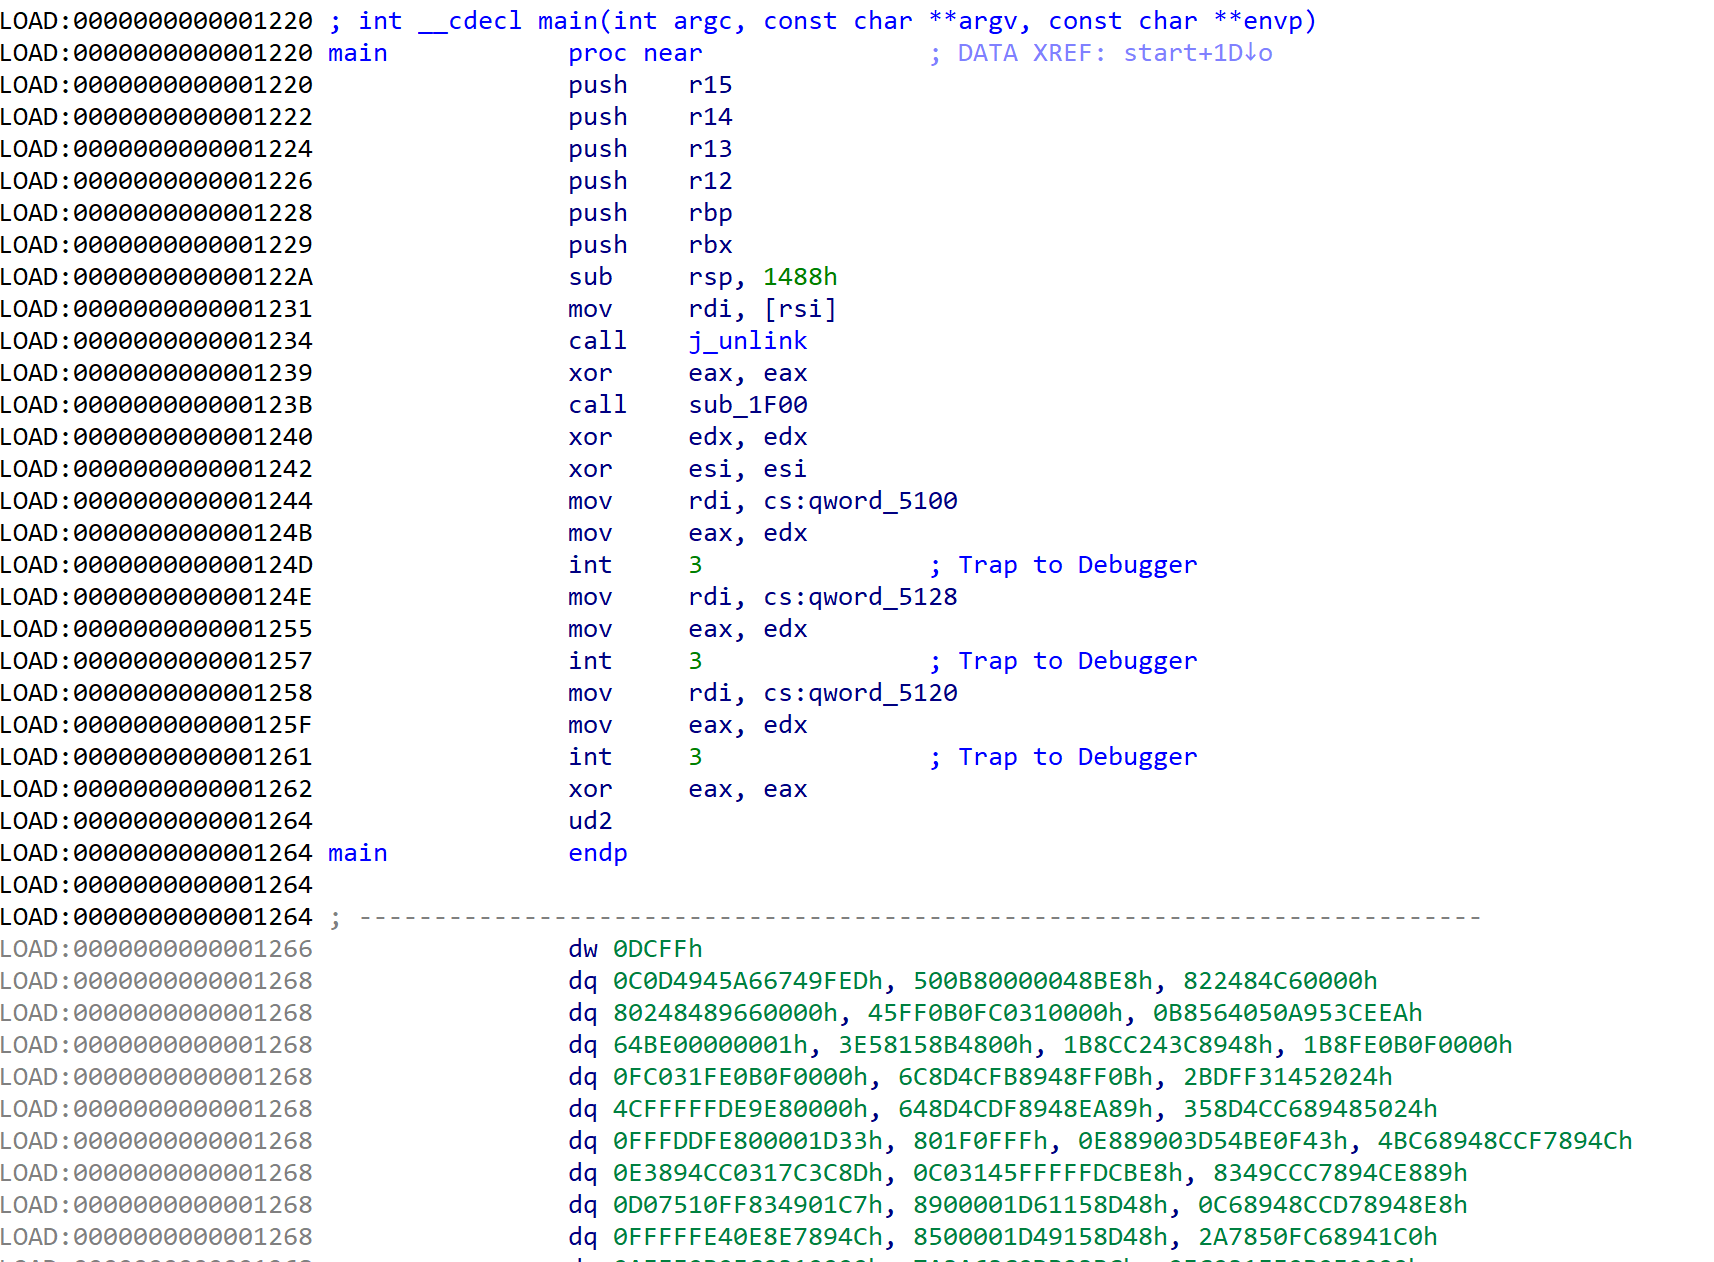 LOAD:0000000000001220 ; int __cdecl main(int argc, const char **argv, const char **envp)
LOAD:0000000000001220 main            proc near               ; DATA XREF: start+1D↓o
LOAD:0000000000001220                 push    r15
LOAD:0000000000001222                 push    r14
LOAD:0000000000001224                 push    r13
LOAD:0000000000001226                 push    r12
LOAD:0000000000001228                 push    rbp
LOAD:0000000000001229                 push    rbx
LOAD:000000000000122A                 sub     rsp, 1488h
LOAD:0000000000001231                 mov     rdi, [rsi]
LOAD:0000000000001234                 call    j_unlink
LOAD:0000000000001239                 xor     eax, eax
LOAD:000000000000123B                 call    sub_1F00
LOAD:0000000000001240                 xor     edx, edx
LOAD:0000000000001242                 xor     esi, esi
LOAD:0000000000001244                 mov     rdi, cs:qword_5100
LOAD:000000000000124B                 mov     eax, edx
LOAD:000000000000124D                 int     3               ; Trap to Debugger
LOAD:000000000000124E                 mov     rdi, cs:qword_5128
LOAD:0000000000001255                 mov     eax, edx
LOAD:0000000000001257                 int     3               ; Trap to Debugger
LOAD:0000000000001258                 mov     rdi, cs:qword_5120
LOAD:000000000000125F                 mov     eax, edx
LOAD:0000000000001261                 int     3               ; Trap to Debugger
LOAD:0000000000001262                 xor     eax, eax
LOAD:0000000000001264                 ud2
LOAD:0000000000001264 main            endp
LOAD:0000000000001264
LOAD:0000000000001264 ; ---------------------------------------------------------------------------
LOAD:0000000000001266                 dw 0DCFFh
LOAD:0000000000001268                 dq 0C0D4945A66749FEDh, 500B80000048BE8h, 822484C60000h
LOAD:0000000000001268                 dq 80248489660000h, 45FF0B0FC0310000h, 0B8564050A953CEEAh
LOAD:0000000000001268                 dq 64BE00000001h, 3E58158B4800h, 1B8CC243C8948h, 1B8FE0B0F0000h
LOAD:0000000000001268                 dq 0FC031FE0B0F0000h, 6C8D4CFB8948FF0Bh, 2BDFF31452024h
LOAD:0000000000001268                 dq 4CFFFFFDE9E80000h, 648D4CDF8948EA89h, 358D4CC689485024h
LOAD:0000000000001268                 dq 0FFFDDFE800001D33h, 801F0FFFh, 0E889003D54BE0F43h, 4BC68948CCF7894Ch
LOAD:0000000000001268                 dq 0E3894CC0317C3C8Dh, 0C03145FFFFFDCBE8h, 8349CCC7894CE889h
LOAD:0000000000001268                 dq 0D07510FF834901C7h, 8900001D61158D48h, 0C68948CCD78948E8h
LOAD:0000000000001268                 dq 0FFFFFE40E8E7894Ch, 8500001D49158D48h, 2A7850FC68941C0h